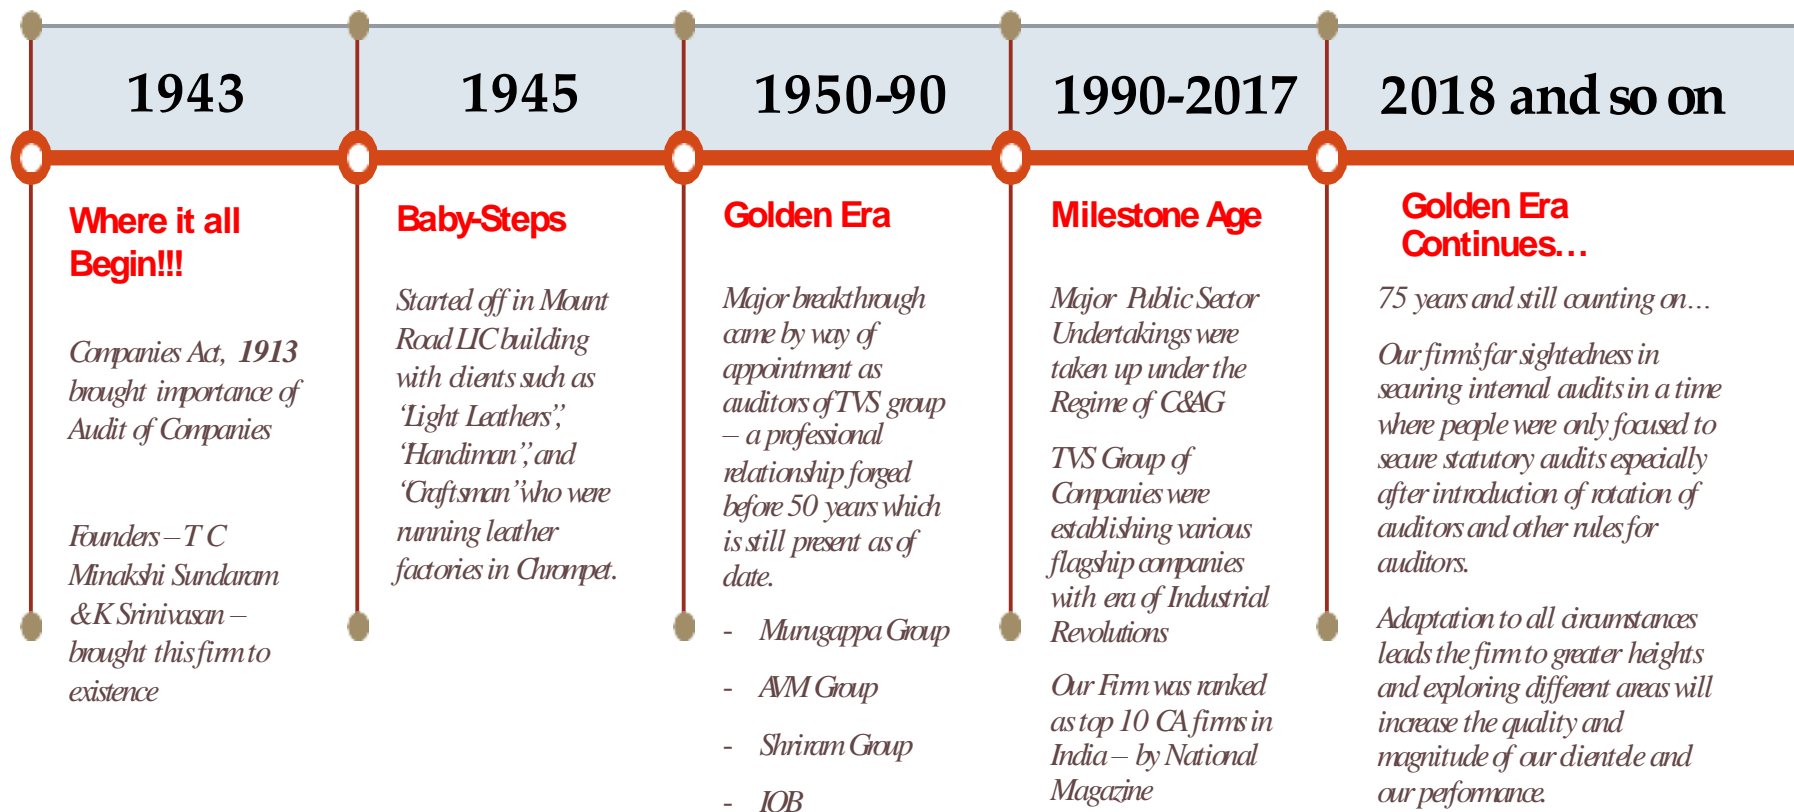 1943
1945
1950-90
1990-2017
2018 and so on
Where it all
Begin!!!
Companies Act, 1913
brought importance of
Audit of Companies
Founders – T C
Minakshi Sundaram
& K Srinivasan –
brought this firm to
existence
Baby-Steps
Started off in Mount
Road LIC building
with clients such as
“Light Leathers”,
“Handiman”, and
“Craftsman” who were
running leather
factories in Chrompet.
Golden Era
Major breakthrough
came by way of
appointment as
auditors of TVS group
– a professional
relationship forged
before 50 years which
is still present as of
date.
- Murugappa Group
- AVM Group
- Shriram Group
- IOB
Milestone Age
Major Public Sector
Undertakings were
taken up under the
Regime of C&AG
TVS Group of
Companies were
establishing various
flagship companies
with era of Industrial
Revolutions
Our Firm was ranked
as top 10 CA firms in
India – by National
Magazine
Golden Era
Continues…
75 years and still counting on…
Our firm’s far sightedness in
securing internal audits in a time
where people were only focused to
secure statutory audits especially
after introduction of rotation of
auditors and other rules for
auditors.
Adaptation to all circumstances
leads the firm to greater heights
and exploring different areas will
increase the quality and
magnitude of our clientele and
our performance.